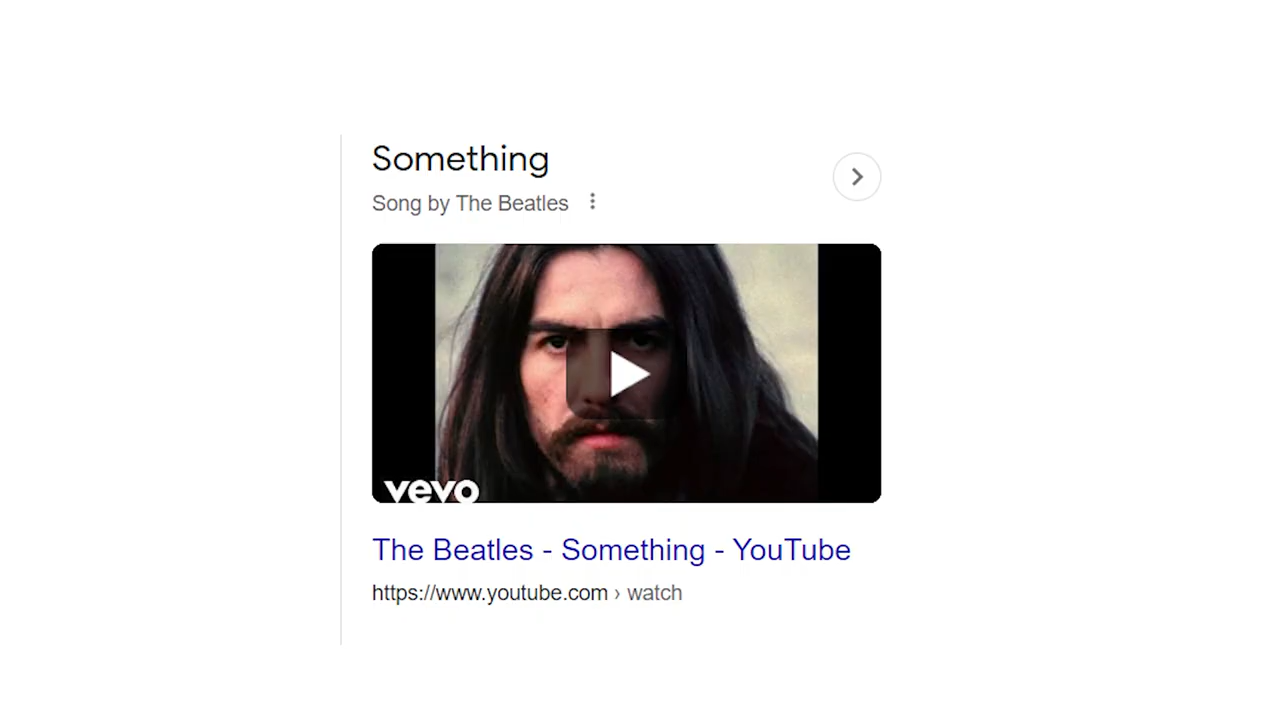 Something
Song by The Beatles
vevo
The Beatles - Something - YouTube
https://www.youtube.com › watch